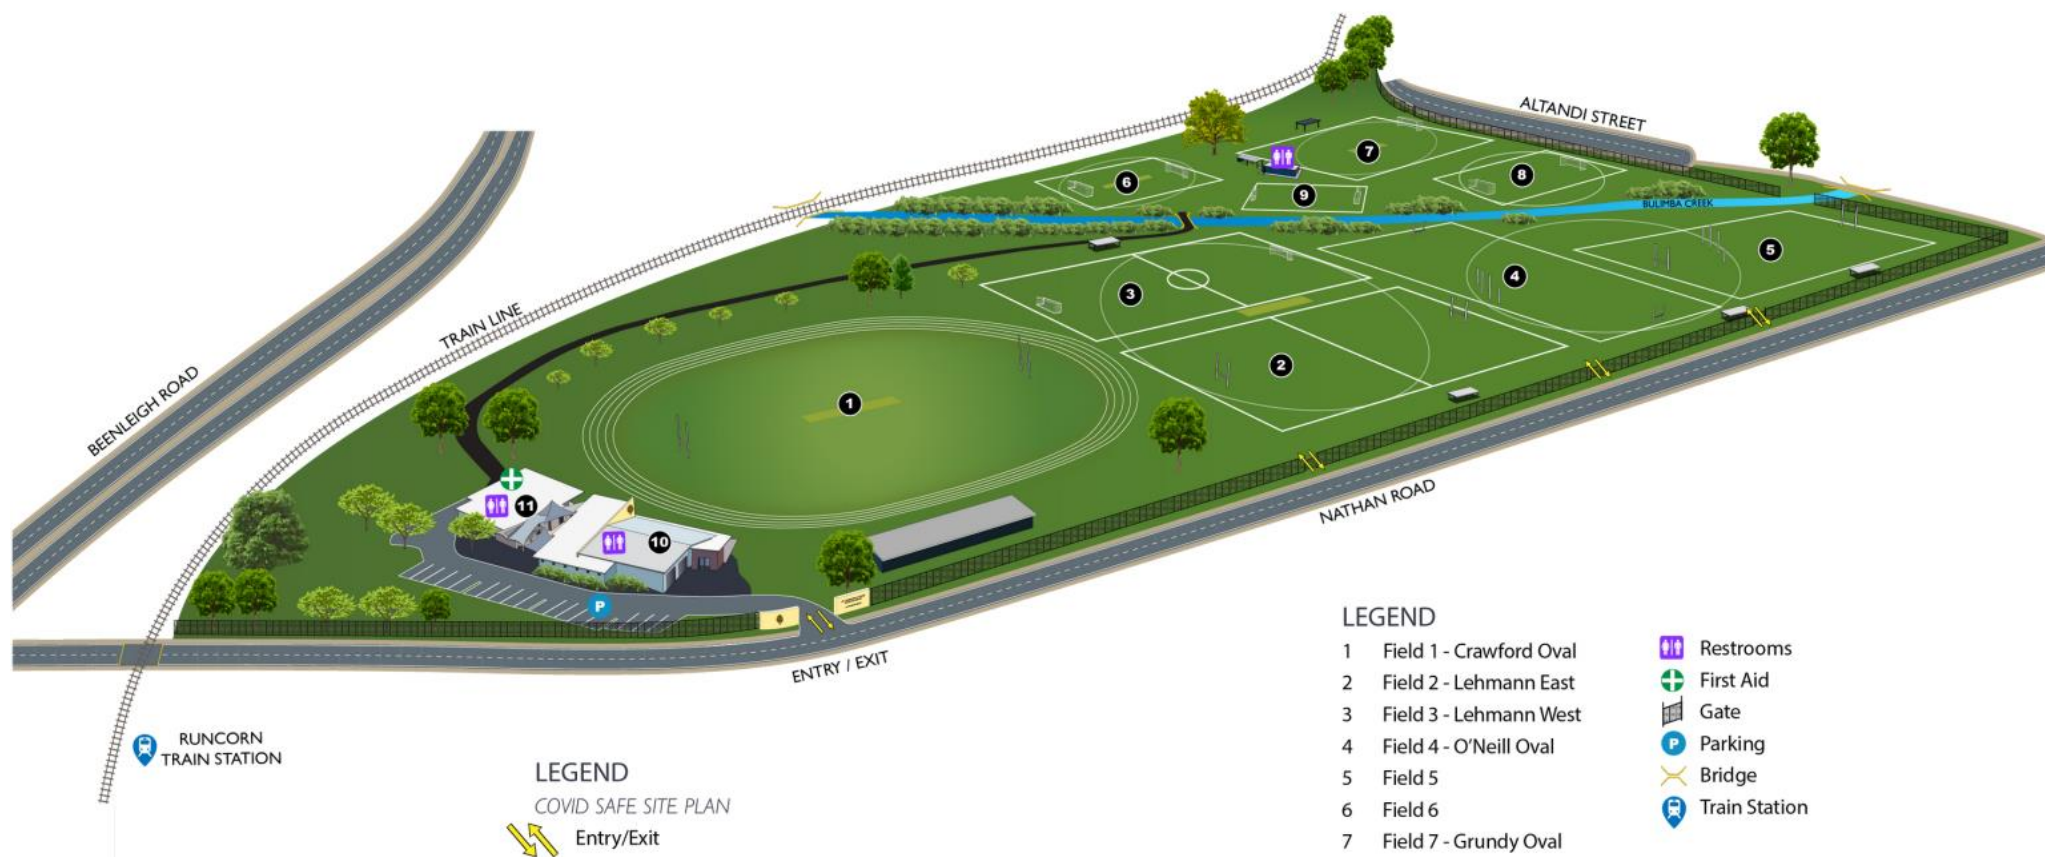 ALTANDI STREET
7
6
8
9
BULIMBA CREEK
5
4
3
TRAIN LINE
2
BEENLEIGH ROAD
1
NATHAN ROAD
11
10
P
ENTRY / EXIT
RUNCORN
TRAIN STATION
LEGEND
COVID SAFE SITE PLAN
Entry/Exit
LEGEND
1 Field 1 - Crawford Oval
2 Field 2 - Lehmann East
3 Field 3 - Lehmann West
4 Field 4 - O'Neill Oval
5 Field 5
6 Field 6
7 Field 7 - Grundy Oval
Restrooms
First Aid
Gate
P Parking
Bridge
Train Station